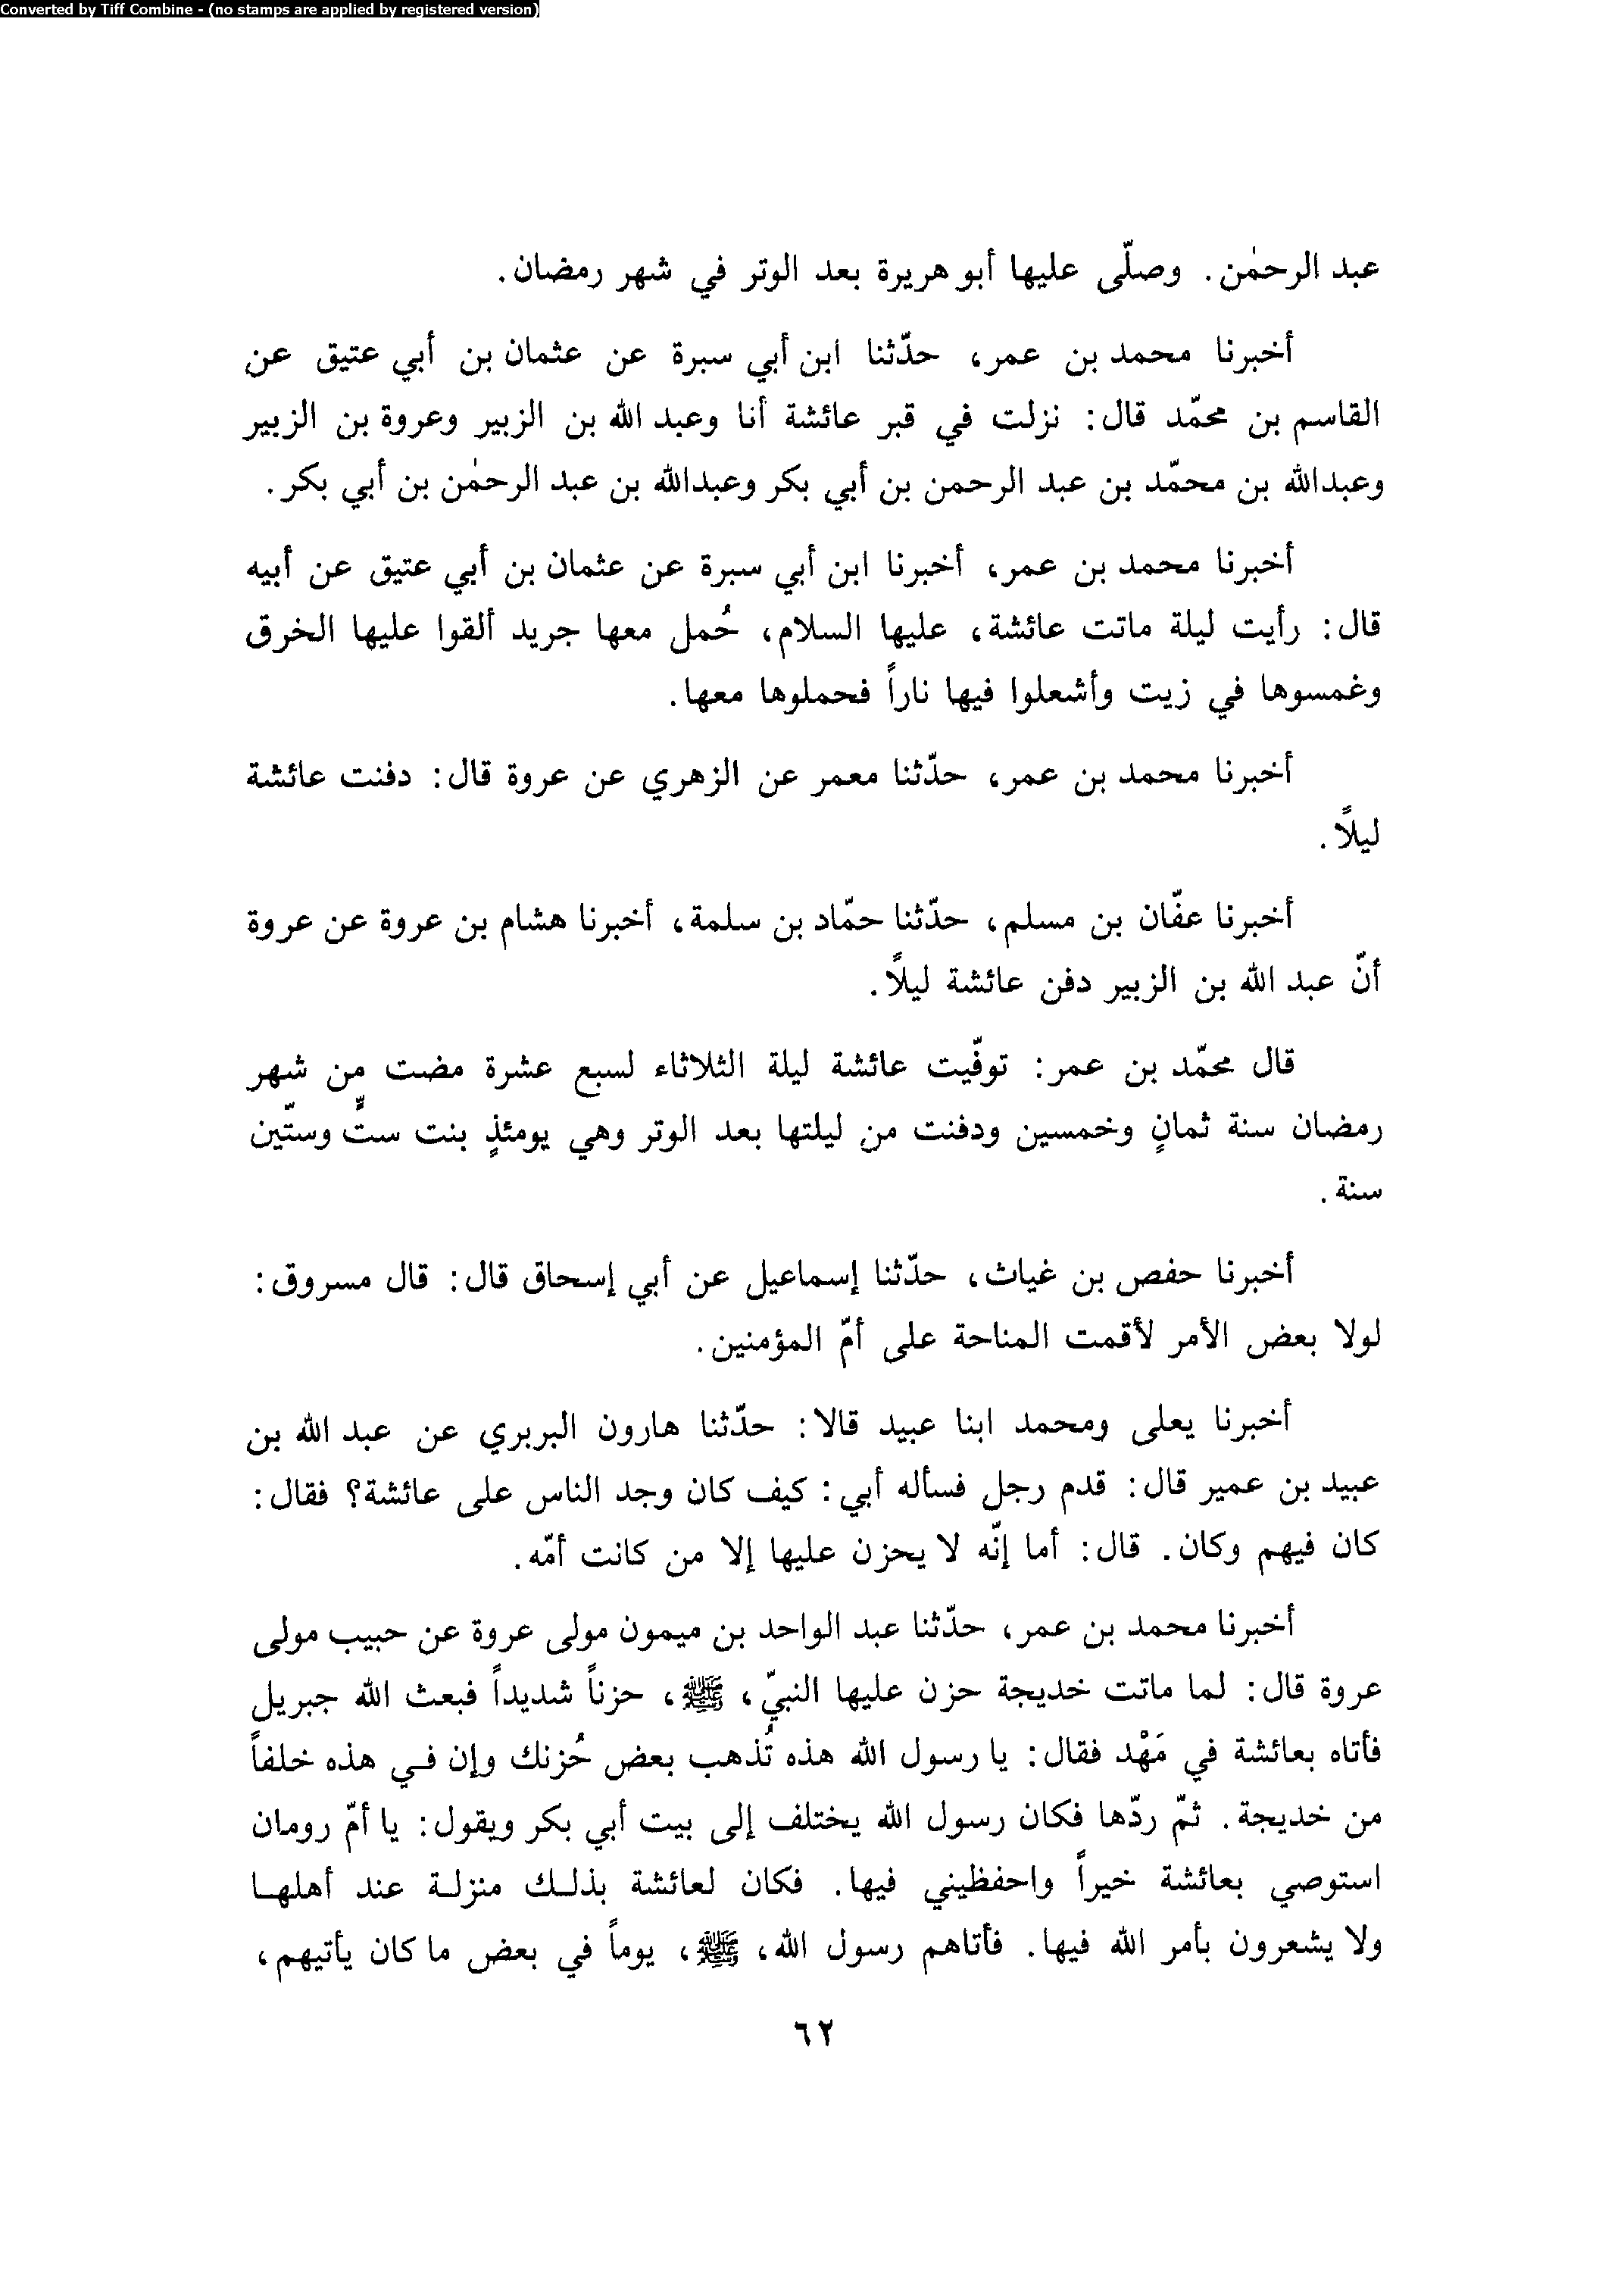 Converted by Tiff Combine - (no stamps are applied by registered version)
عبد الرحمٰن. وصلّى عليها أبو هريرة بعد الوتر في شهر رمضان.
أخبرنا محمد بن عمر، حدّثنا ابن أبي سبرة عن عثمان بن أبي عتيق عن
القاسم بن محمّد قال: نزلت في قبر عائشة أنا وعبد الله بن الزبير وعروة بن الزبير
وعبدالله بن محمّد بن عبد الرحمن بن أبي بكر وعبدالله بن عبد الرحمٰن بن أبي بكر.
أخبرنا محمد بن عمر، أخبرنا ابن أبي سبرة عن عثمان بن أبي عتيق عن أبيه
قال: رأيت ليلة ماتت عائشة، عليها السلام، حُمل معها جريد ألقوا عليها الخرق
وغمسوها في زيت وأشعلوا فيها ناراً فحملوها معها.
أخبرنا محمد بن عمر، حدّثنا معمر عن الزهري عن عروة قال: دفنت عائشة
ليلاً.
أخبرنا عفّان بن مسلم، حدّثنا حمّاد بن سلمة، أخبرنا هشام بن عروة عن عروة
أنّ عبد الله بن الزبير دفن عائشة ليلاً.
قال محمّد بن عمر: توفّيت عائشة ليلة الثلاثاء لسبع عشرة مضت من شهر
رمضان سنة ثمانٍ وخمسين ودفنت من ليلتها بعد الوتر وهي يومئذٍ بنت ستٍّ وستّين
سنة.
أخبرنا حفص بن غياث، حدّثنا إسماعيل عن أبي إسحاق قال: قال مسروق:
لولا بعض الأمر لأقمت المناحة على أمّ المؤمنين.
أخبرنا يعلى ومحمد ابنا عبيد قالا: حدّثنا هارون البربري عن عبد الله بن
عبيد بن عمير قال: قدم رجل فسأله أبي: كيف كان وجد الناس على عائشة؟ فقال:
كان فيهم وكان. قال: أما إنّه لا يحزن عليها إلا من كانت أمّه.
أخبرنا محمد بن عمر، حدّثنا عبد الواحد بن ميمون مولى عروة عن حبيب مولى
عروة قال: لما ماتت خديجة حزن عليها النبيّ، ﷺ، حزناً شديداً فبعث الله جبريل
فأتاه بعائشة في مَهْد فقال: يا رسول الله هذه تُذهب بعض حُزنك وإن فـي هذه خلفاً
من خديجة. ثمّ ردّها فكان رسول الله يختلف إلى بيت أبي بكر ويقول: يا أمّ رومان
استوصي بعائشة خيراً واحفظيني فيها. فكان لعائشة بذلـك منزلـة عند أهلهـا
ولا يشعرون بأمر الله فيها. فأتاهم رسول الله، ﷺ، يوماً في بعض ما كان يأتيهم،
٦٢